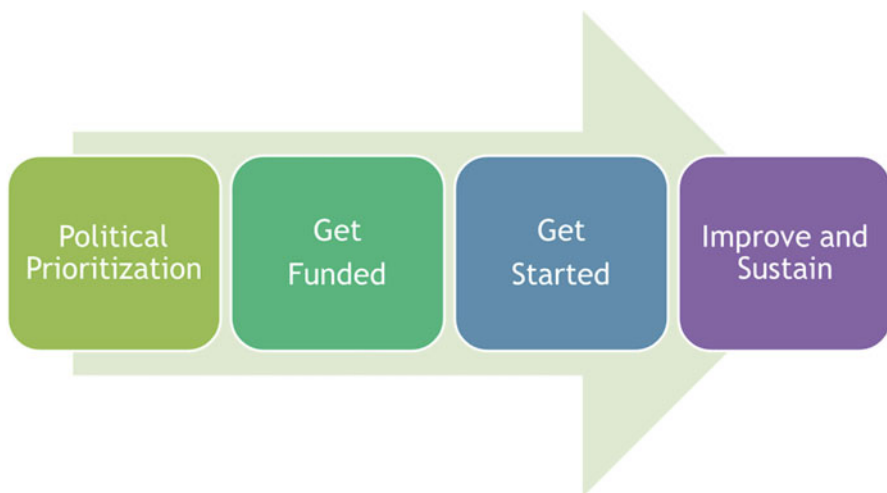 Political
Prioritization
Get
Funded
Get
Started
Improve and
Sustain